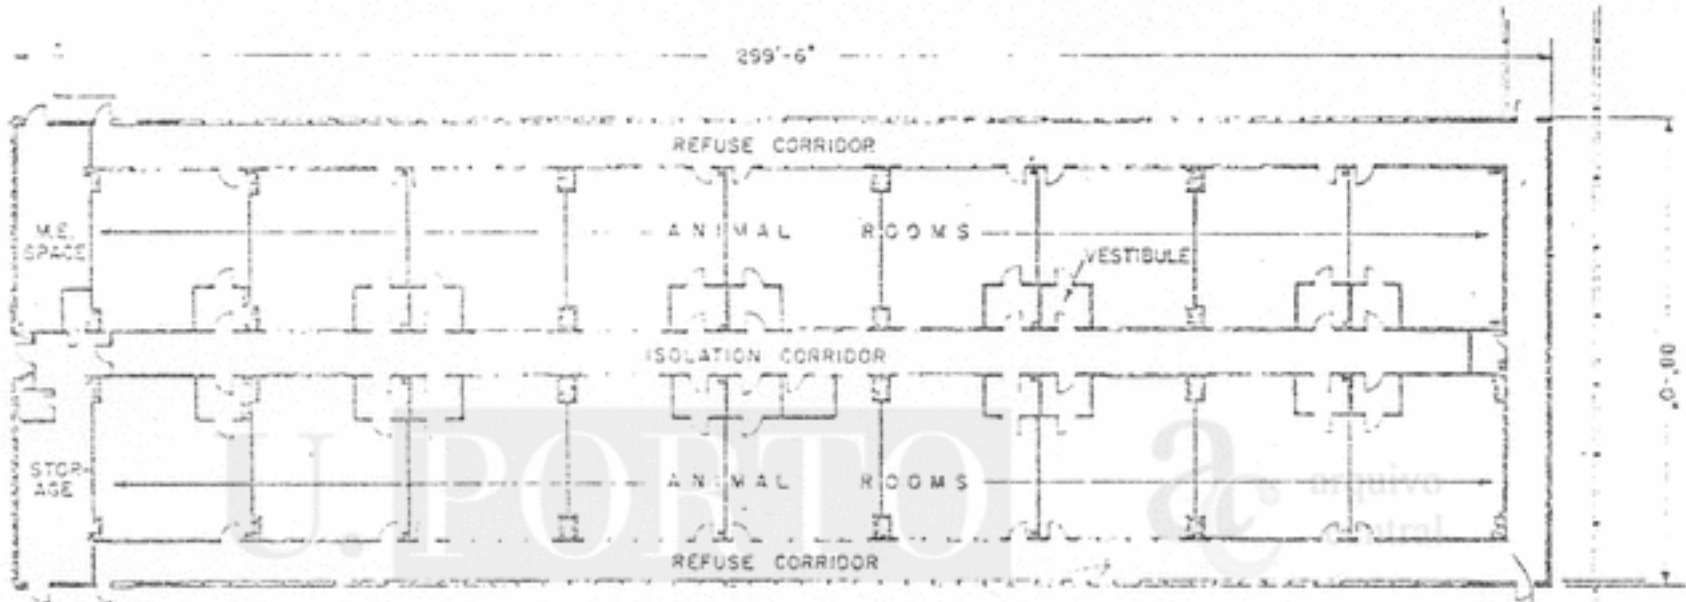 299'-6"
REFUSE CORRIDOR
M.E.
SPACE
ANIMAL ROOMS
VESTIBULE
ISOLATION CORRIDOR
STOR-
AGE
ANIMAL ROOMS
REFUSE CORRIDOR
U. PORTO
ac arquivo
central